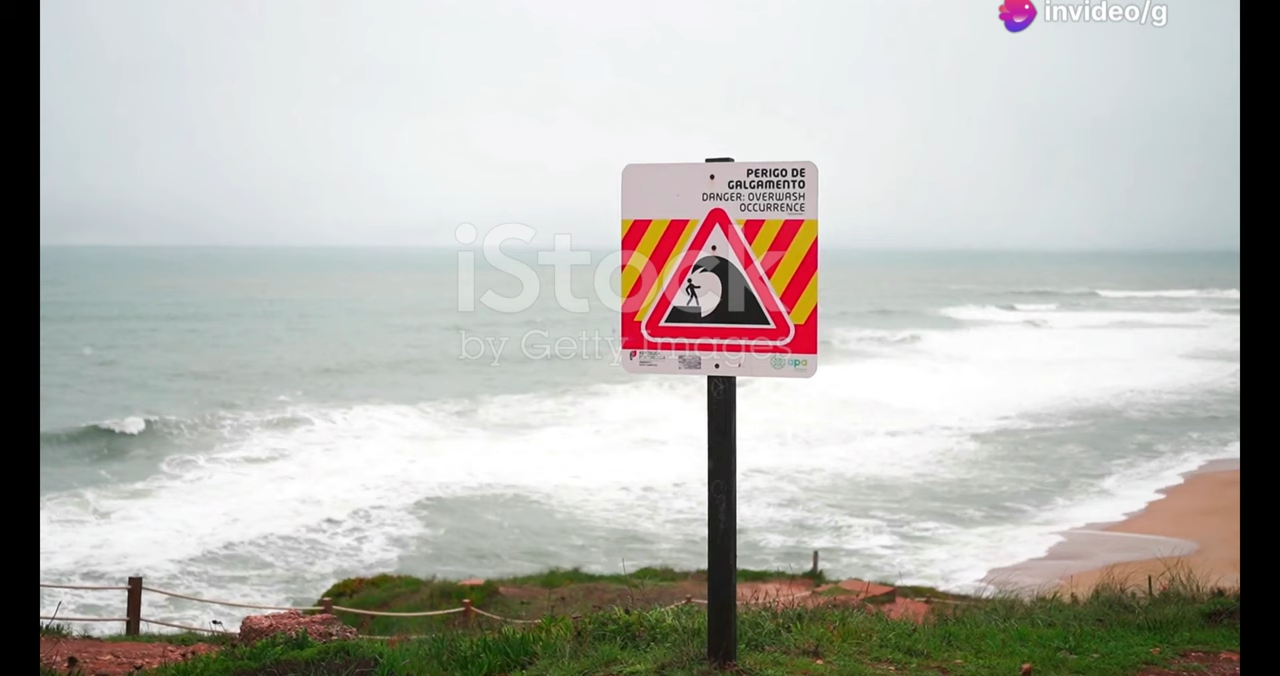 invideo/g
PERIGO DE
GALGAMENTO
DANGER: OVERWASH
OCCURRENCE
iStock
by Getty Images
apa